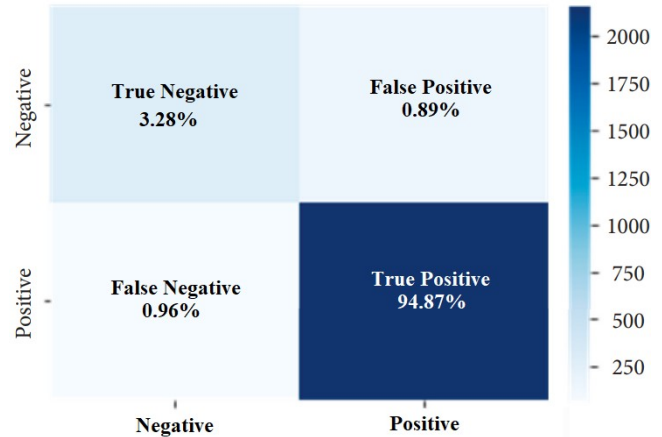 Negative
True Negative
3.28%
False Positive
0.89%
Positive
False Negative
0.96%
True Positive
94.87%
Negative
Positive
2000
1750
1500
1250
1000
750
500
250